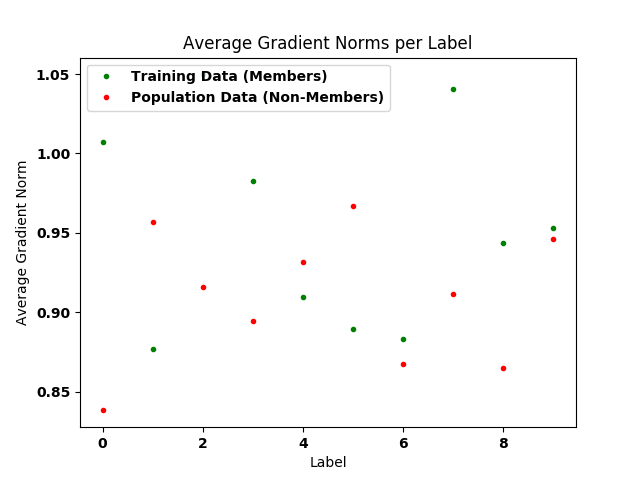 Average Gradient Norms per Label
Training Data (Members)
Population Data (Non-Members)
Average Gradient Norm
1.05
1.00
0.95
0.90
0.85
0 2 4 6 8
Label